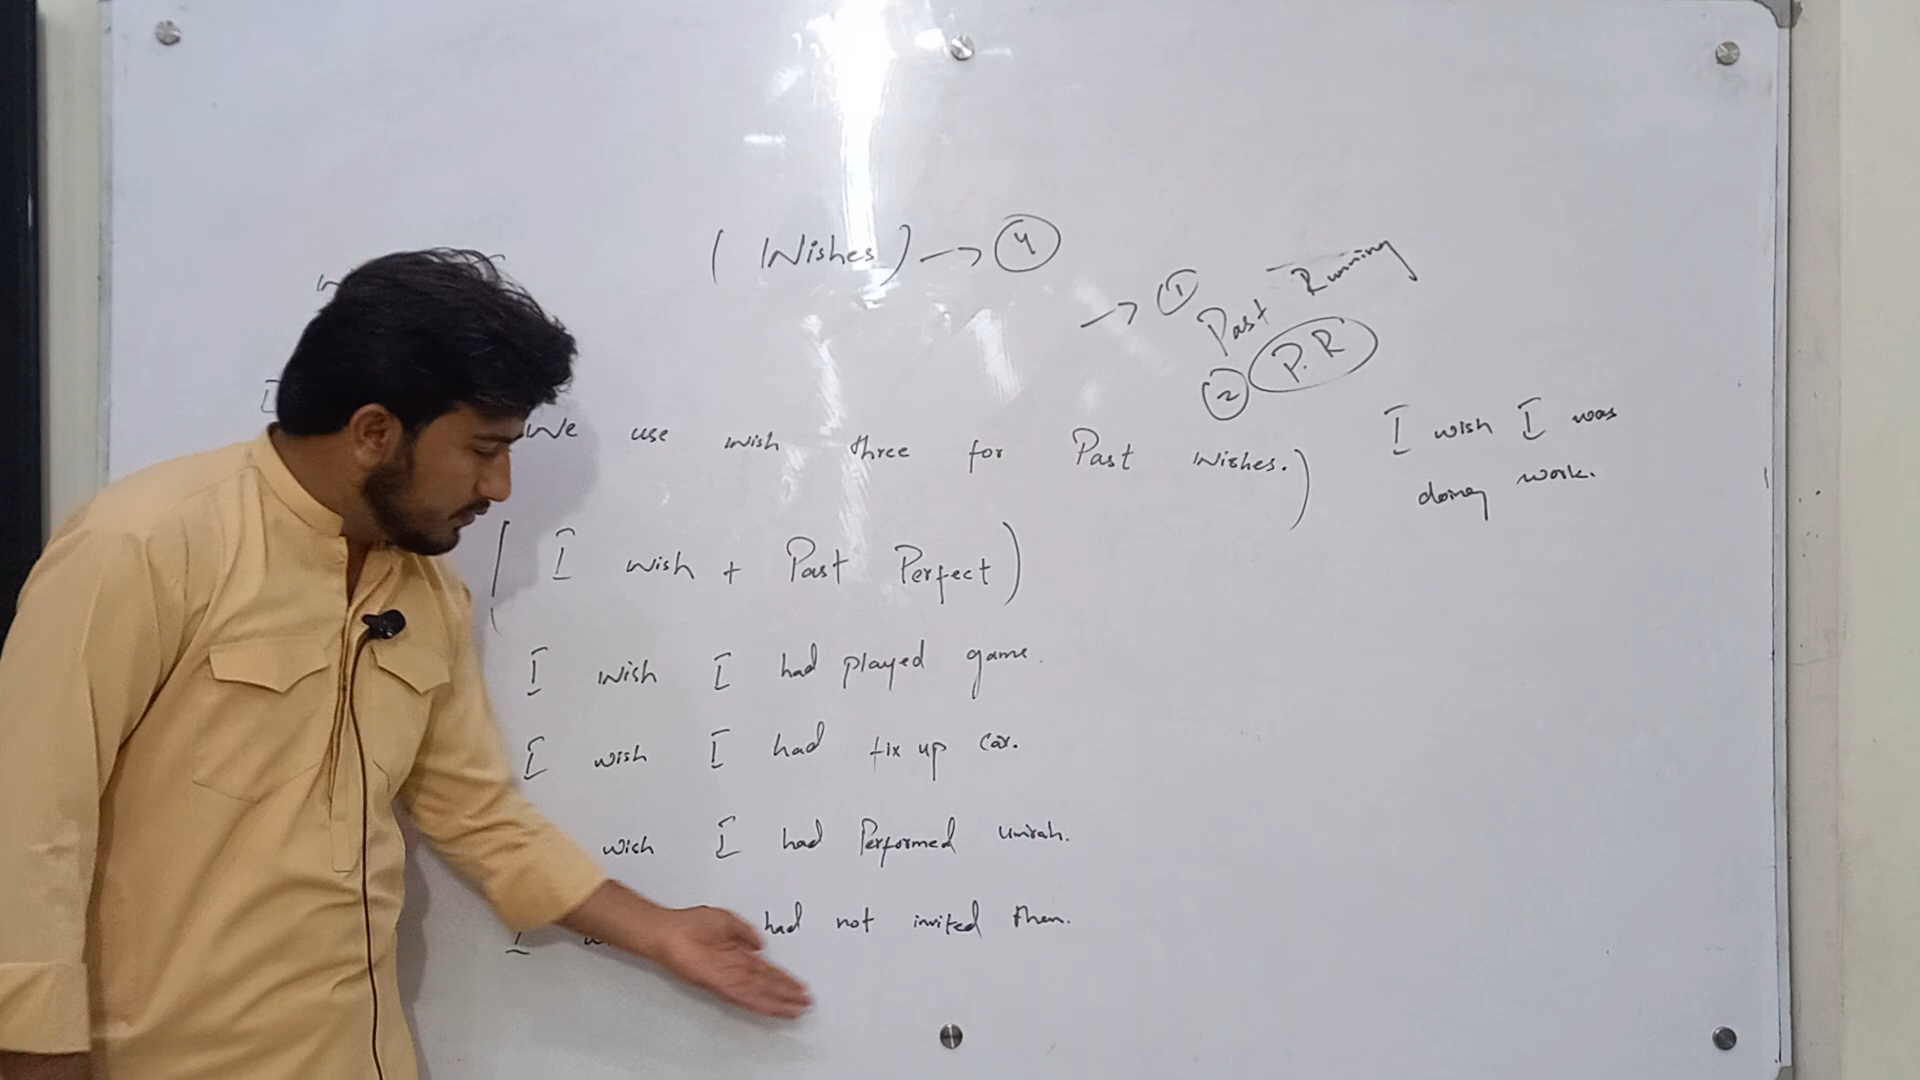 ( Wishes ) → 4
→ 1 Past Running
2 P.R
We use wish three for Past Wishes. )
I wish I was
doing work.
( I wish + Past Perfect )
I wish I had played game.
I wish I had fix up car.
wish I had Performed umrah.
I had not invited them.